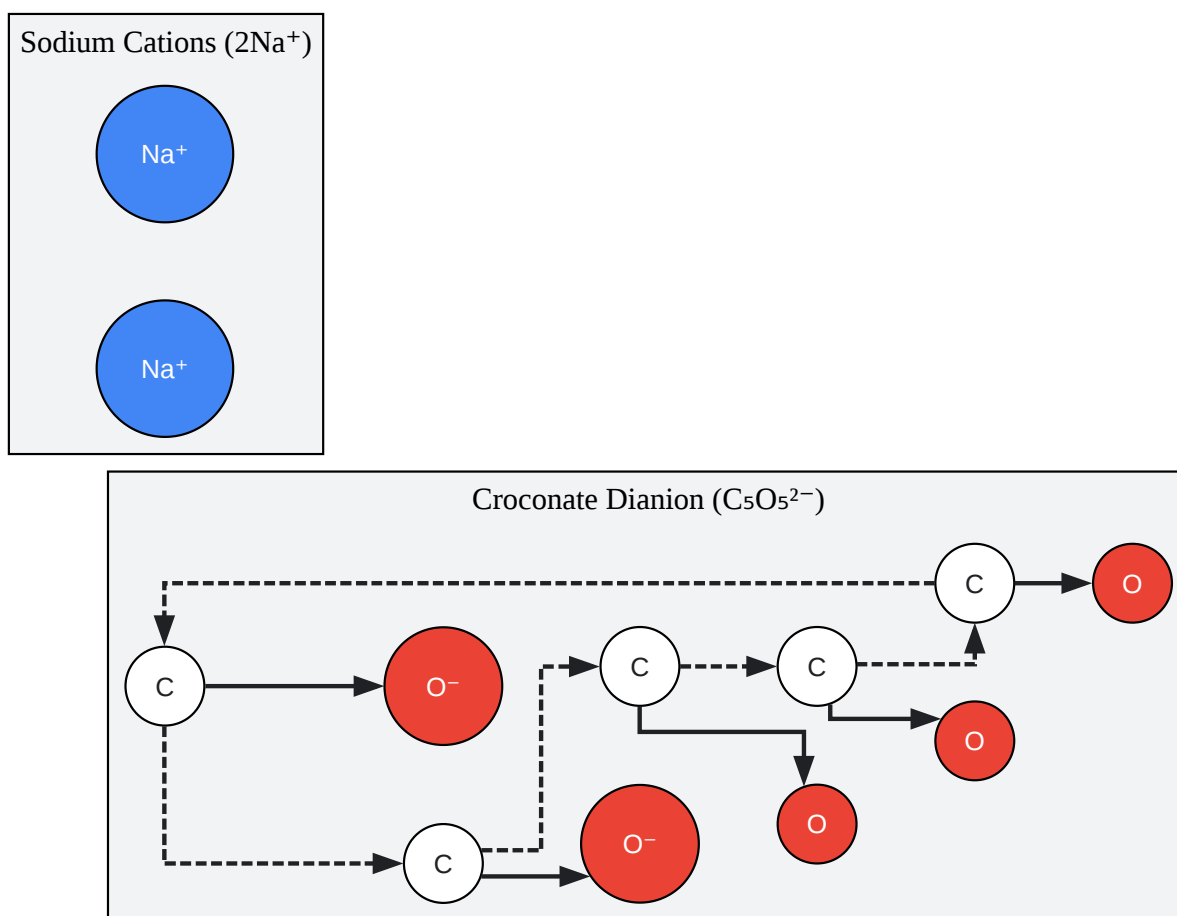 Sodium Cations (2Na⁺)
Na⁺
Na⁺
Croconate Dianion (C₅O₅²⁻)
C
O
C
C
C
O⁻
O
C
O⁻
O